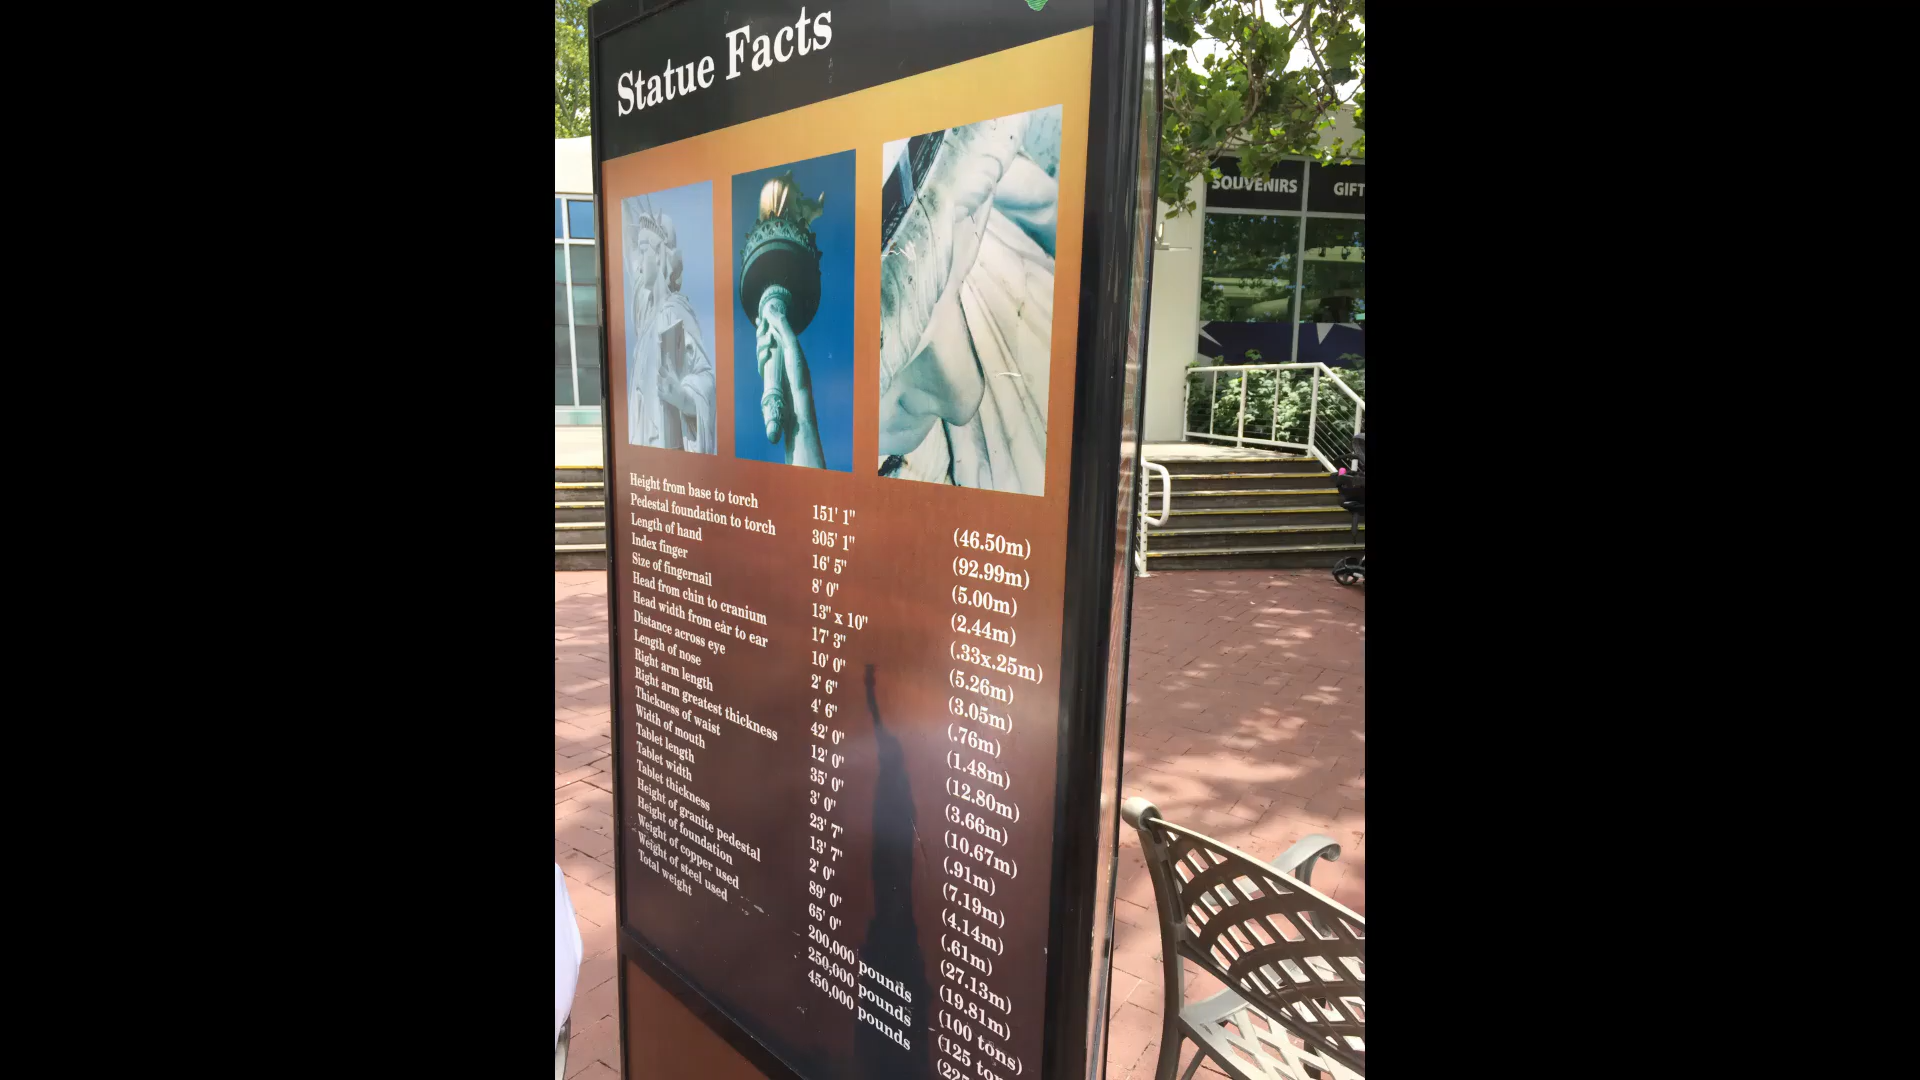 Statue Facts
SOUVENIRS
GIFT
Height from base to torch 151' 1" (46.50m)
Pedestal foundation to torch 305' 1" (92.99m)
Length of hand 16' 5" (5.00m)
Index finger 8' 0" (2.44m)
Size of fingernail 13" x 10" (.33x.25m)
Head from chin to cranium 17' 3" (5.26m)
Head width from ear to ear 10' 0" (3.05m)
Distance across eye 2' 6" (.76m)
Length of nose 4' 6" (1.48m)
Right arm length 42' 0" (12.80m)
Right arm greatest thickness 12' 0" (3.66m)
Thickness of waist 35' 0" (10.67m)
Width of mouth 3' 0" (.91m)
Tablet length 23' 7" (7.19m)
Tablet width 13' 7" (4.14m)
Tablet thickness 2' 0" (.61m)
Height of granite pedestal 89' 0" (27.13m)
Height of foundation 65' 0" (19.81m)
Weight of copper used 200,000 pounds (100 tons)
Weight of steel used 250,000 pounds (125 ton
Total weight 450,000 pounds (225